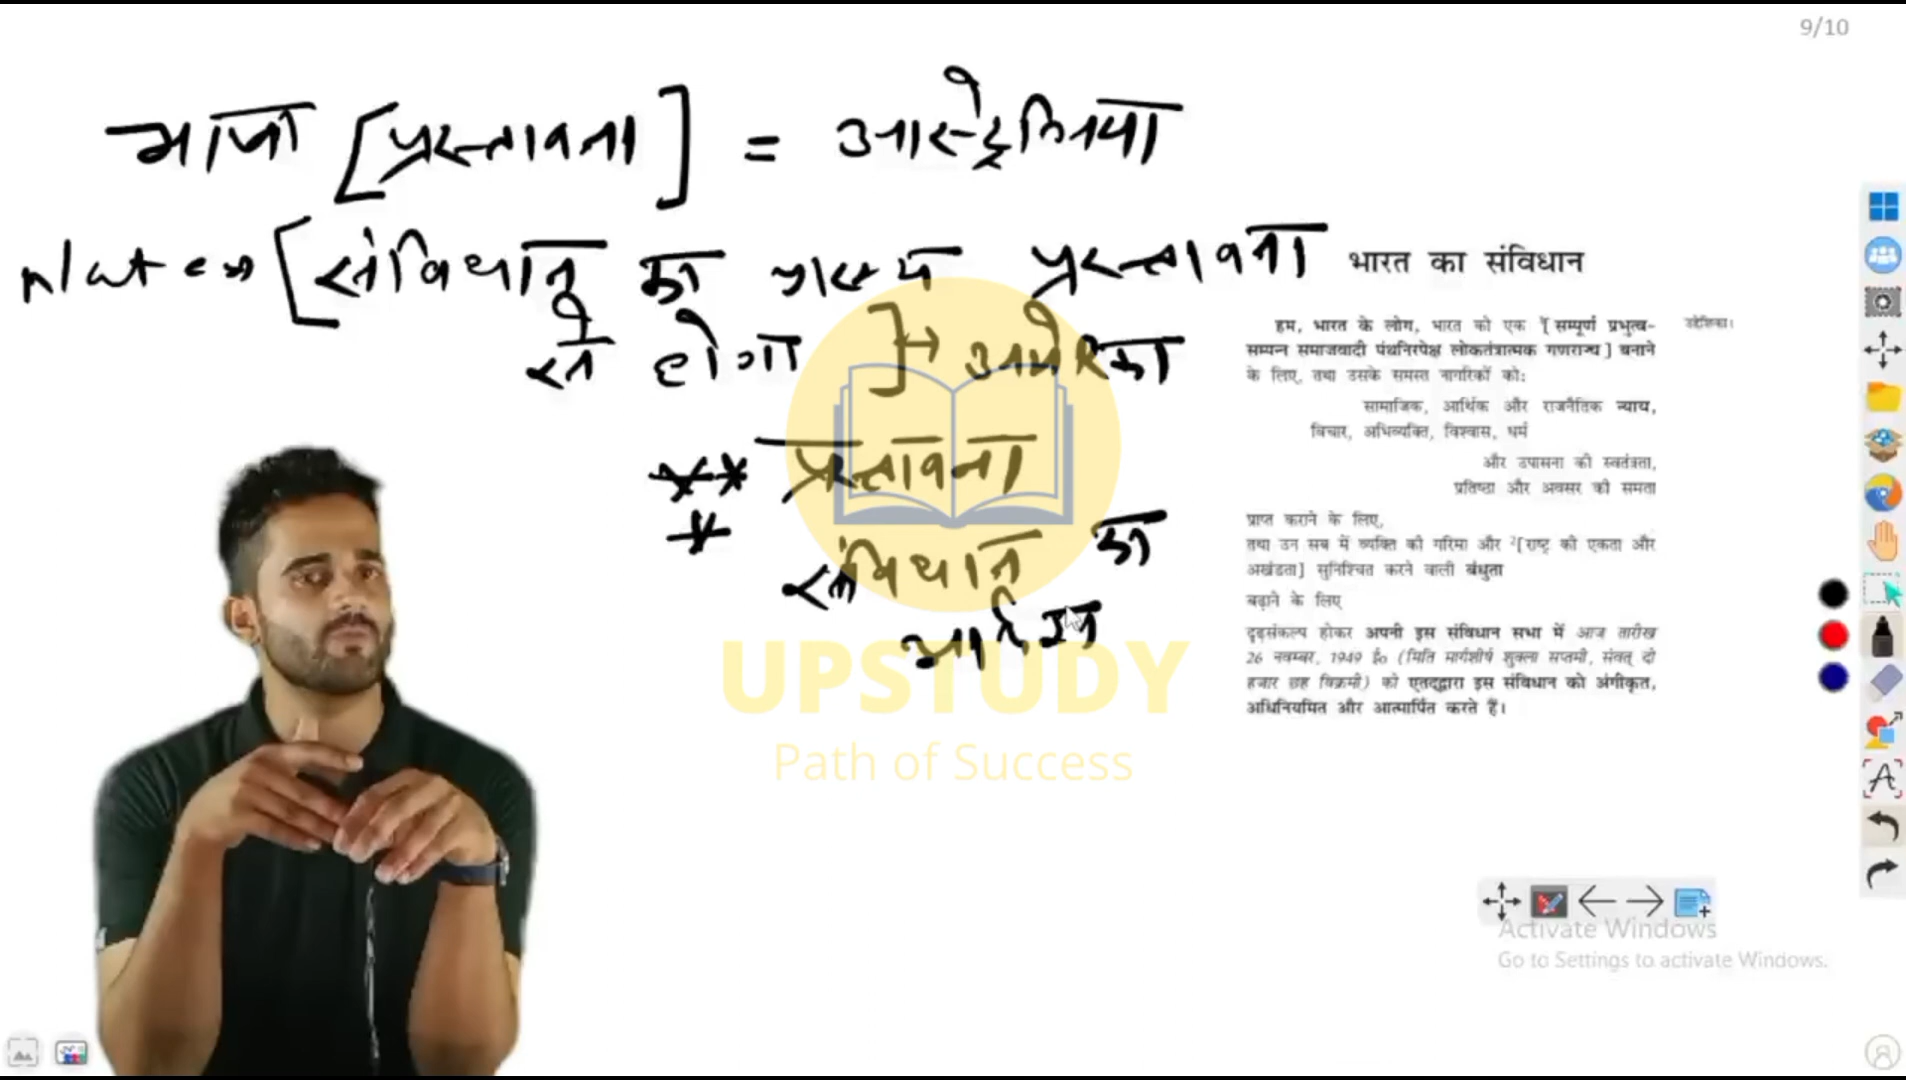 9/10
भाषा [प्रस्तावना] = आस्ट्रेलिया
[संविधान का प्रारम्भ प्रस्तावना
से होगा] → अमेरिका
** प्रस्तावना
*
संविधान का
भारत का संविधान
हम, भारत के लोग, भारत को एक ¹[सम्पूर्ण प्रभुत्व-
उद्देशिका।
सम्पन्न समाजवादी पंथनिरपेक्ष लोकतंत्रात्मक गणराज्य] बनाने
के लिए, तथा उसके समस्त नागरिकों को:
सामाजिक, आर्थिक और राजनैतिक न्याय,
विचार, अभिव्यक्ति, विश्वास, धर्म
और उपासना की स्वतंत्रता,
प्रतिष्ठा और अवसर की समता
प्राप्त कराने के लिए,
तथा उन सब में व्यक्ति की गरिमा और ²[राष्ट्र की एकता और
अखंडता] सुनिश्चित करने वाली बंधुता
बढ़ाने के लिए
दृढ़संकल्प होकर अपनी इस संविधान सभा में आज तारीख
26 नवम्बर, 1949 ई० (मिति मार्गशीर्ष शुक्ला सप्तमी, संवत् दो
हजार छह विक्रमी) को एतद्द्वारा इस संविधान को अंगीकृत,
अधिनियमित और आत्मार्पित करते हैं।
UPSTUDY
Path of Success
A
Activate Windows
Go to Settings to activate Windows.